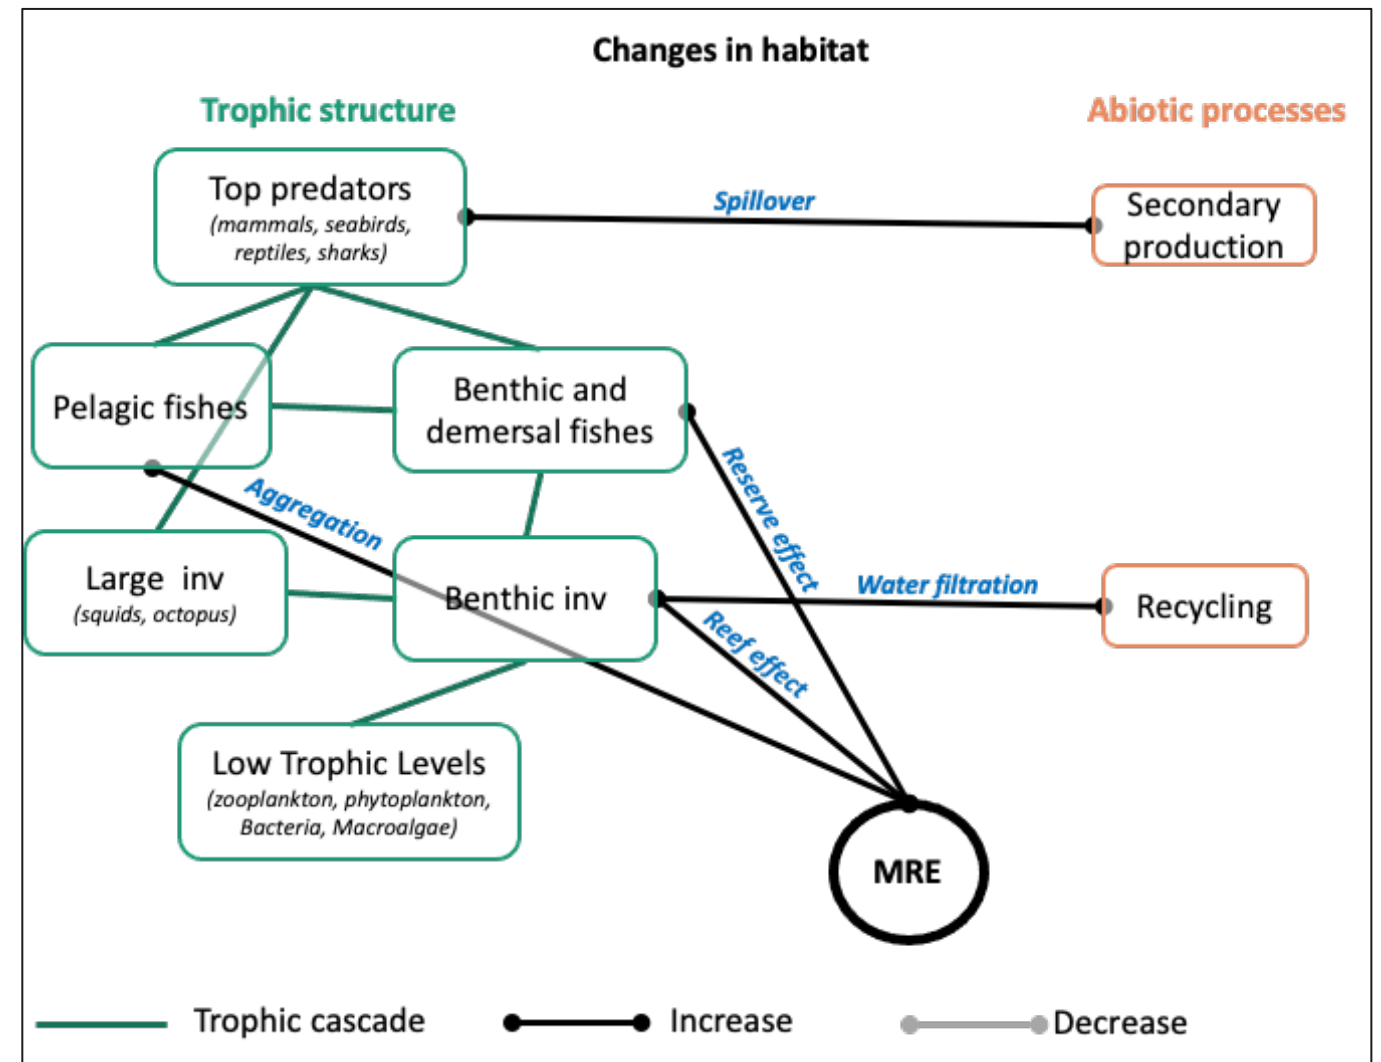 Changes in habitat
Trophic structure
Abiotic processes
Top predators
(mammals, seabirds,
reptiles, sharks)
Spillover
Secondary
production
Pelagic fishes
Benthic and
demersal fishes
Reserve effect
Aggregation
Large inv
(squids, octopus)
Benthic inv
Water filtration
Recycling
Reef effect
Low Trophic Levels
(zooplankton, phytoplankton,
Bacteria, Macroalgae)
MRE
Trophic cascade
Increase
Decrease